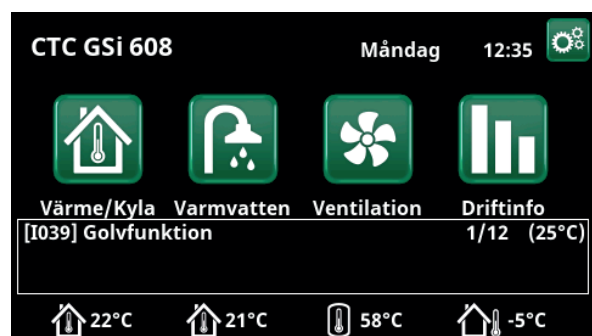 CTC GSi 608 Måndag 12:35
Värme/Kyla Varmvatten Ventilation Driftinfo
[I039] Golvfunktion 1/12 (25°C)
22°C 21°C 58°C -5°C